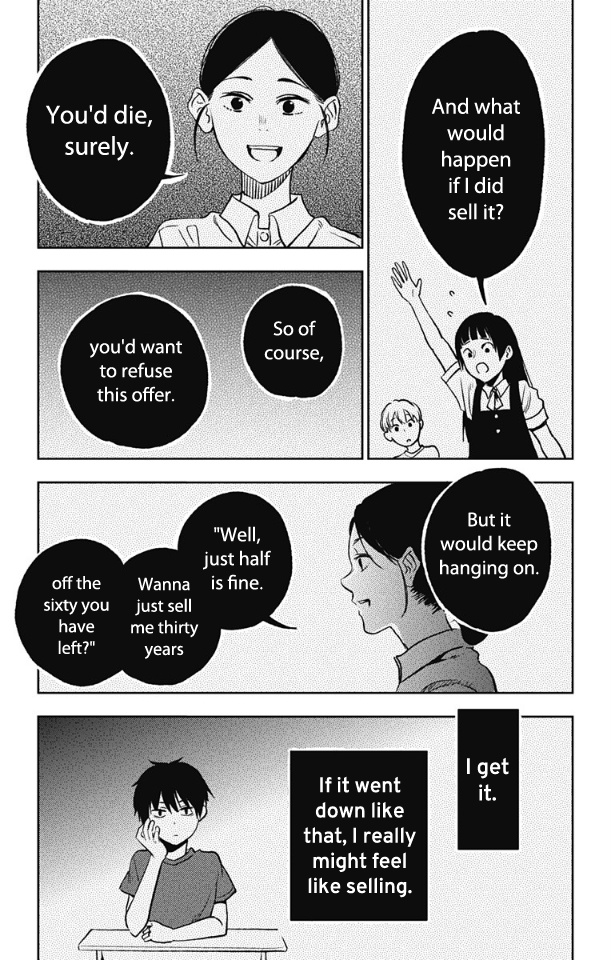 And what
would
happen
if I did
sell it?
You'd die,
surely.
So of
course,
you'd want
to refuse
this offer.
But it
would keep
hanging on.
"Well,
just half
is fine.
Wanna
just sell
me thirty
years
off the
sixty you
have
left?"
I get
it.
If it went
down like
that, I really
might feel
like selling.